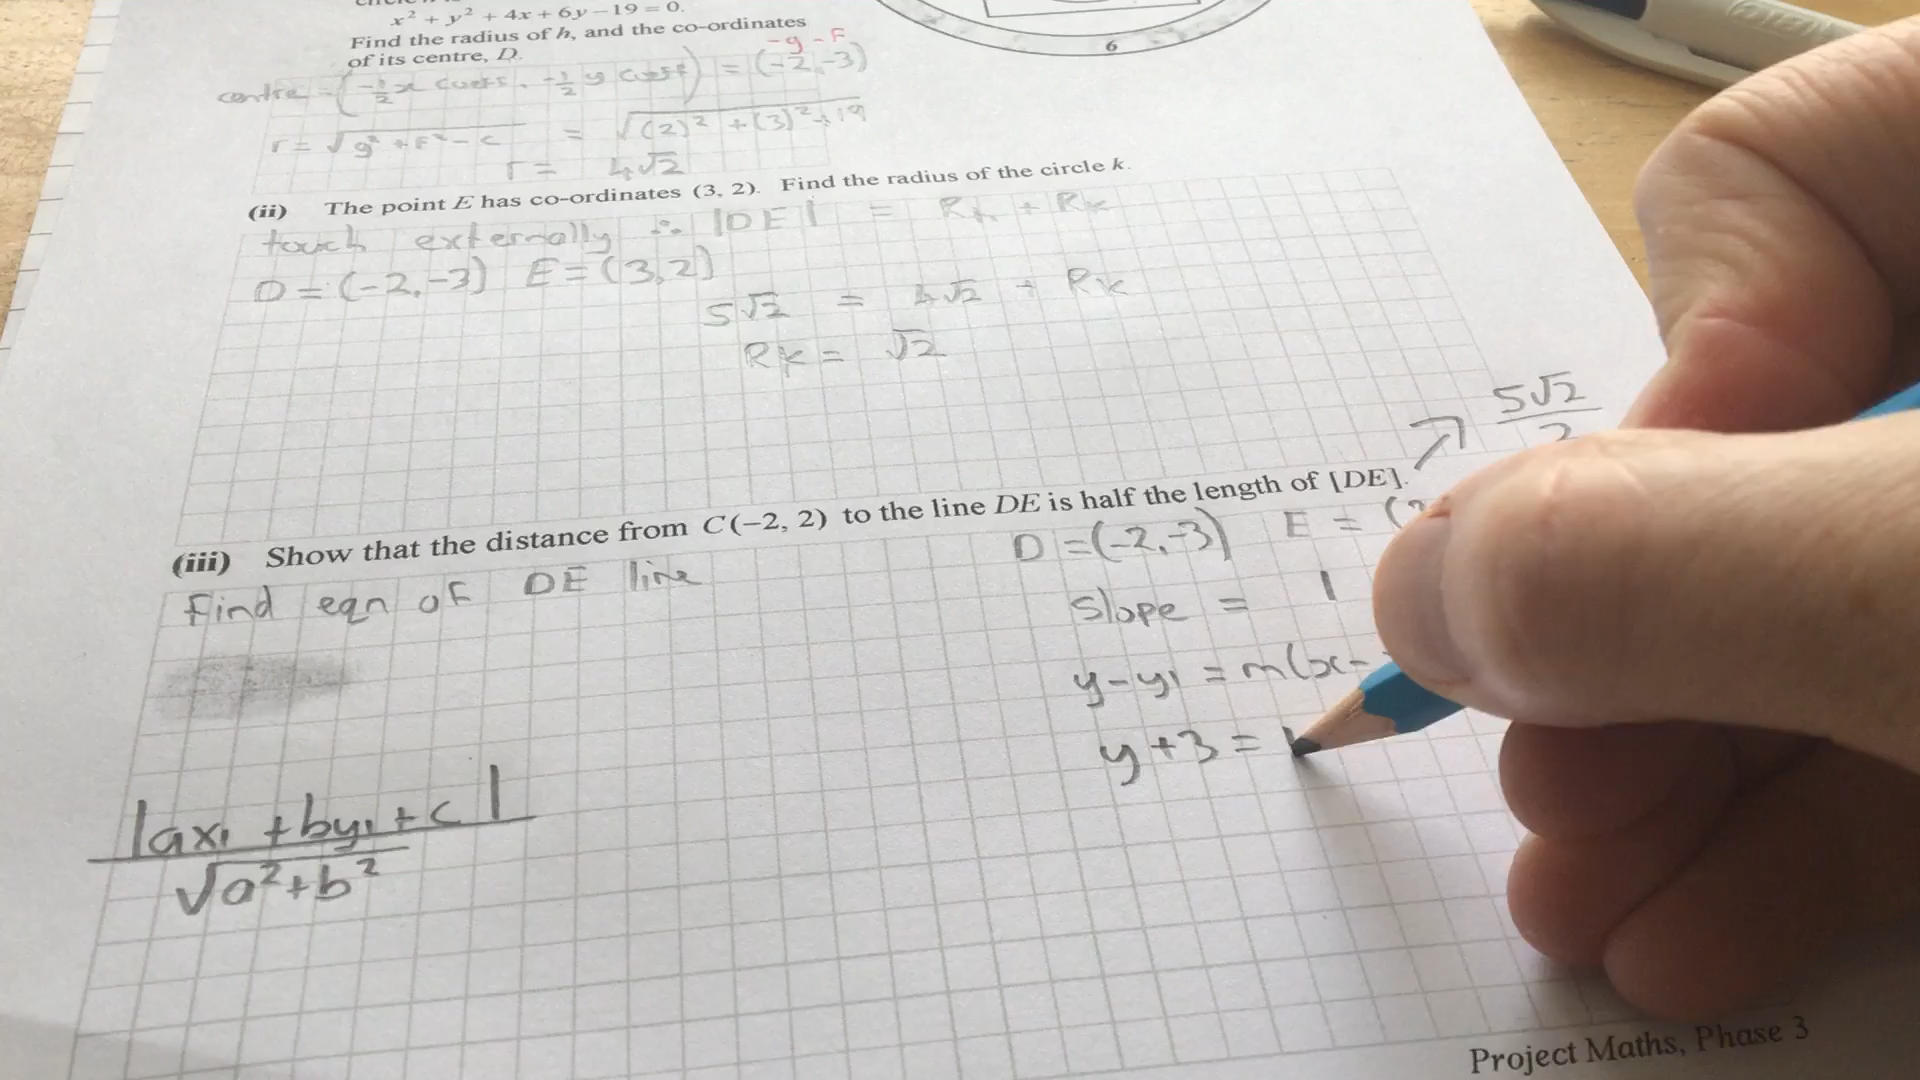 x² + y² + 4x + 6y – 19 = 0.
Find the radius of h, and the co-ordinates
of its centre, D.
-g -F
centre = (-½x coeff, -½y coeff) = (-2,-3)
6
r = √g² + F² - c = √(2)² + (3)² + 19
r = 4√2
(ii) The point E has co-ordinates (3, 2). Find the radius of the circle k.
touch externally ∴ |DE| = Rh + Rk
D = (-2,-3) E = (3,2)
5√2 = 4√2 + Rk
Rk = √2
5√2
2
(iii) Show that the distance from C(–2, 2) to the line DE is half the length of [DE].
Find eqn of DE line
D = (-2,-3) E = (
slope = 1
y - y₁ = m(x -
y + 3 =
|ax₁ + by₁ + c|
√a² + b²
Project Maths, Phase 3